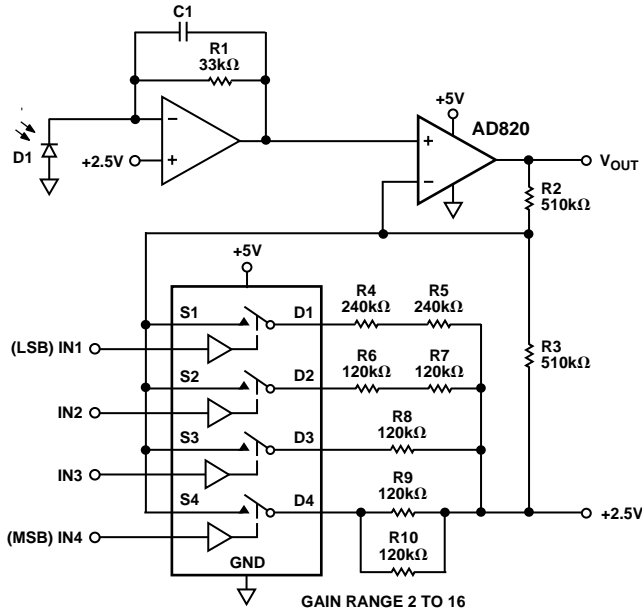 C1
R1
33kΩ
+5V
AD820
D1
+2.5V
V_OUT
R2
510kΩ
+5V
S1
D1
R4
240kΩ
R5
240kΩ
R3
510kΩ
(LSB) IN1
S2
D2
R6
120kΩ
R7
120kΩ
IN2
S3
D3
R8
120kΩ
IN3
S4
D4
R9
120kΩ
+2.5V
(MSB) IN4
R10
120kΩ
GND
GAIN RANGE 2 TO 16